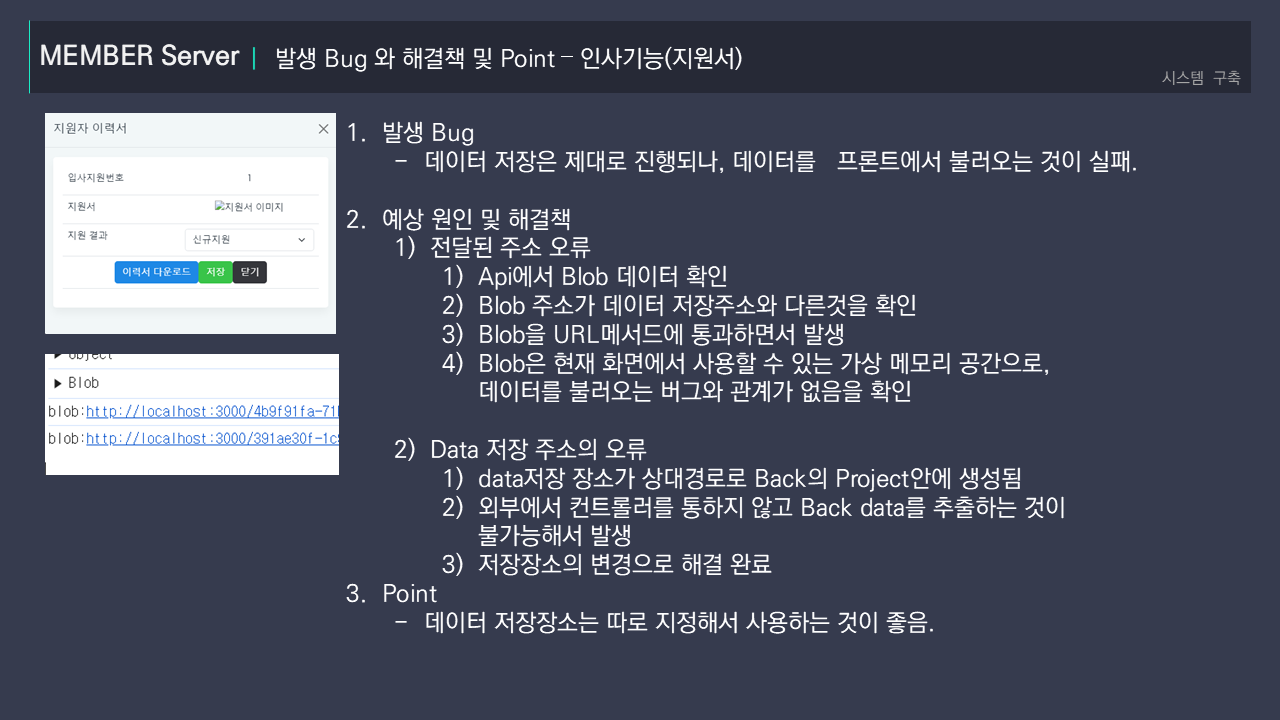 MEMBER Server | 발생 Bug 와 해결책 및 Point – 인사기능(지원서)
시스템 구축
지원자 이력서
입사지원번호 1
지원서 지원서 이미지
지원 결과 신규지원
이력서 다운로드 저장 닫기
▶ object
▶ Blob
blob:http://localhost:3000/4b9f91fa-71
blob:http://localhost:3000/391ae30f-1c
1. 발생 Bug
- 데이터 저장은 제대로 진행되나, 데이터를 프론트에서 불러오는 것이 실패.
2. 예상 원인 및 해결책
1) 전달된 주소 오류
1) Api에서 Blob 데이터 확인
2) Blob 주소가 데이터 저장주소와 다른것을 확인
3) Blob을 URL메서드에 통과하면서 발생
4) Blob은 현재 화면에서 사용할 수 있는 가상 메모리 공간으로,
데이터를 불러오는 버그와 관계가 없음을 확인
2) Data 저장 주소의 오류
1) data저장 장소가 상대경로로 Back의 Project안에 생성됨
2) 외부에서 컨트롤러를 통하지 않고 Back data를 추출하는 것이
불가능해서 발생
3) 저장장소의 변경으로 해결 완료
3. Point
- 데이터 저장장소는 따로 지정해서 사용하는 것이 좋음.